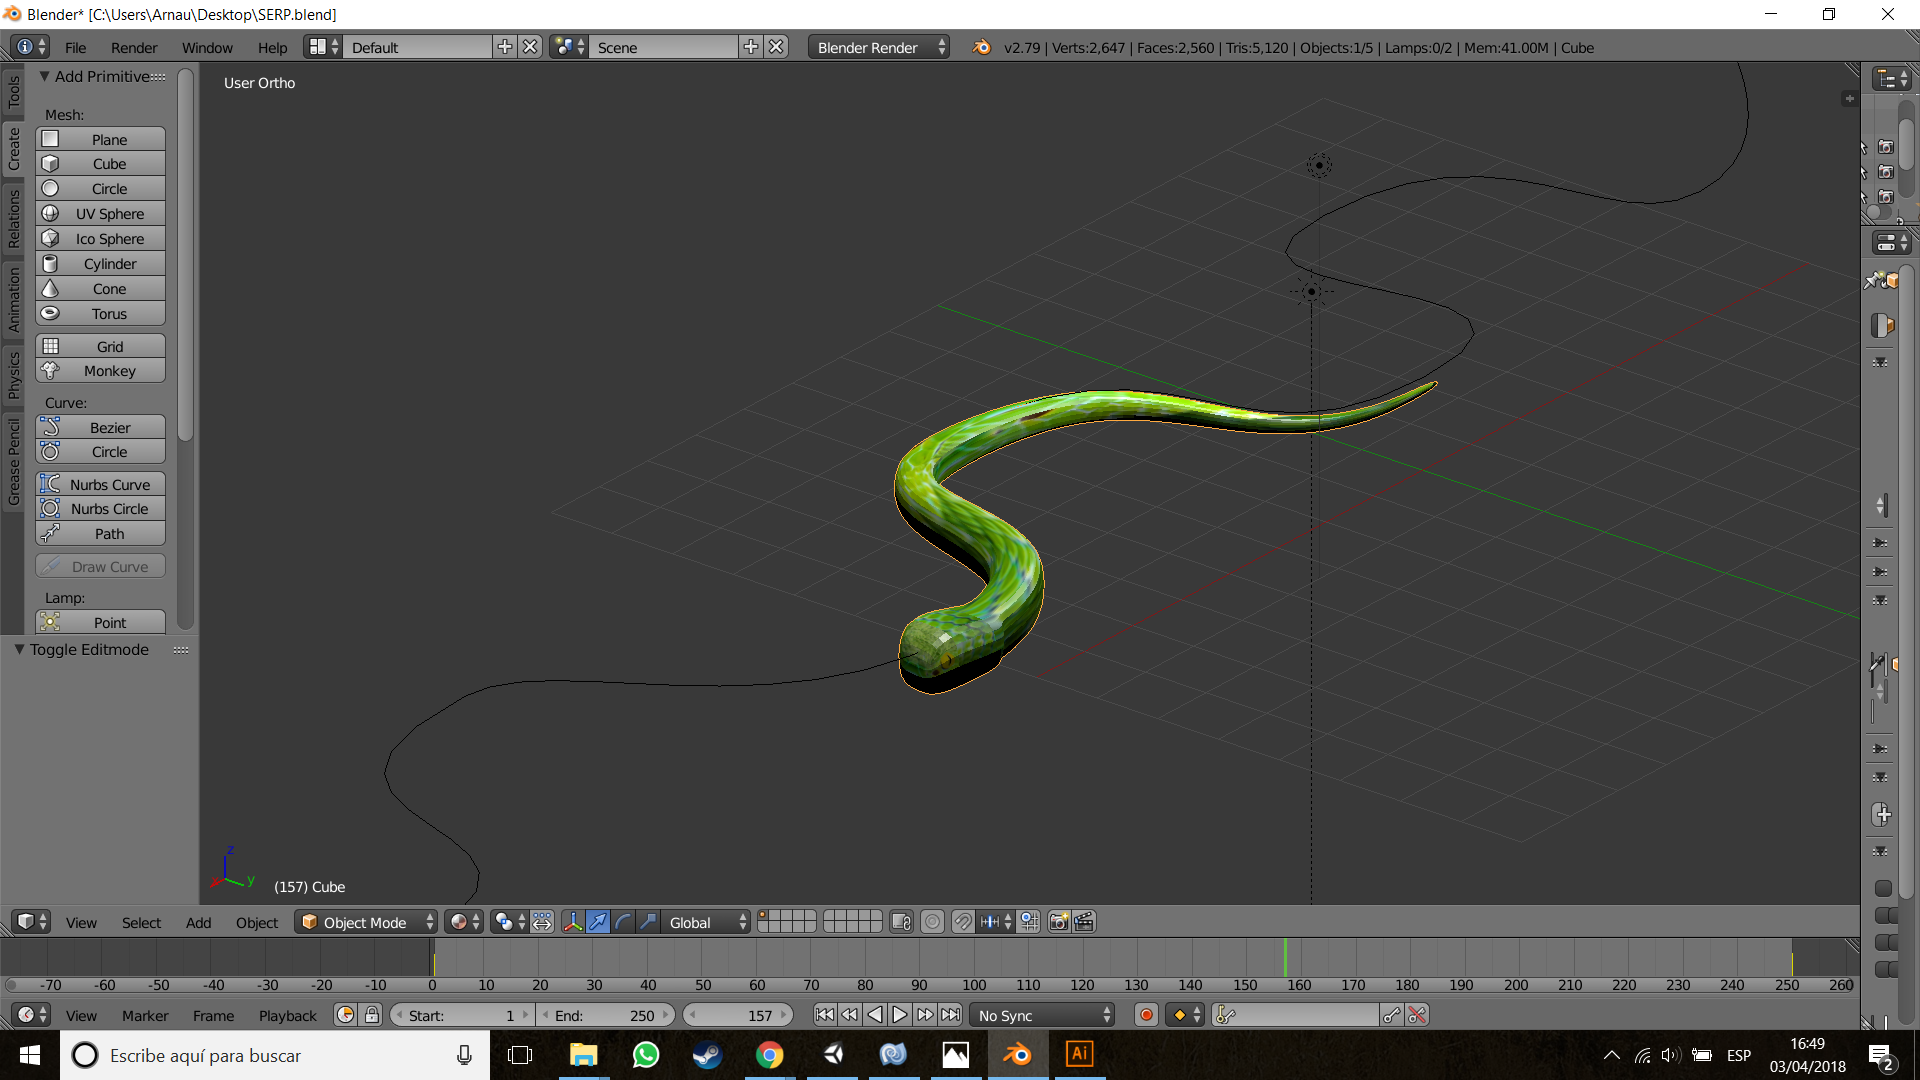 Blender* [C:\Users\Arnau\Desktop\SERP.blend]
File Render Window Help Default Scene Blender Render v2.79 | Verts:2,647 | Faces:2,560 | Tris:5,120 | Objects:1/5 | Lamps:0/2 | Mem:41.00M | Cube
Tools
Create
Relations
Animation
Physics
Grease Pencil
Add Primitive
Mesh:
Plane
Cube
Circle
UV Sphere
Ico Sphere
Cylinder
Cone
Torus
Grid
Monkey
Curve:
Bezier
Circle
Nurbs Curve
Nurbs Circle
Path
Draw Curve
Lamp:
Point
Toggle Editmode
User Ortho
z
x y
(157) Cube
View Select Add Object Object Mode Global
-70 -60 -50 -40 -30 -20 -10 0 10 20 30 40 50 60 70 80 90 100 110 120 130 140 150 160 170 180 190 200 210 220 230 240 250 260
View Marker Frame Playback Start: 1 End: 250 157 No Sync
Escribe aquí para buscar
Ai
ESP
16:49
03/04/2018
2